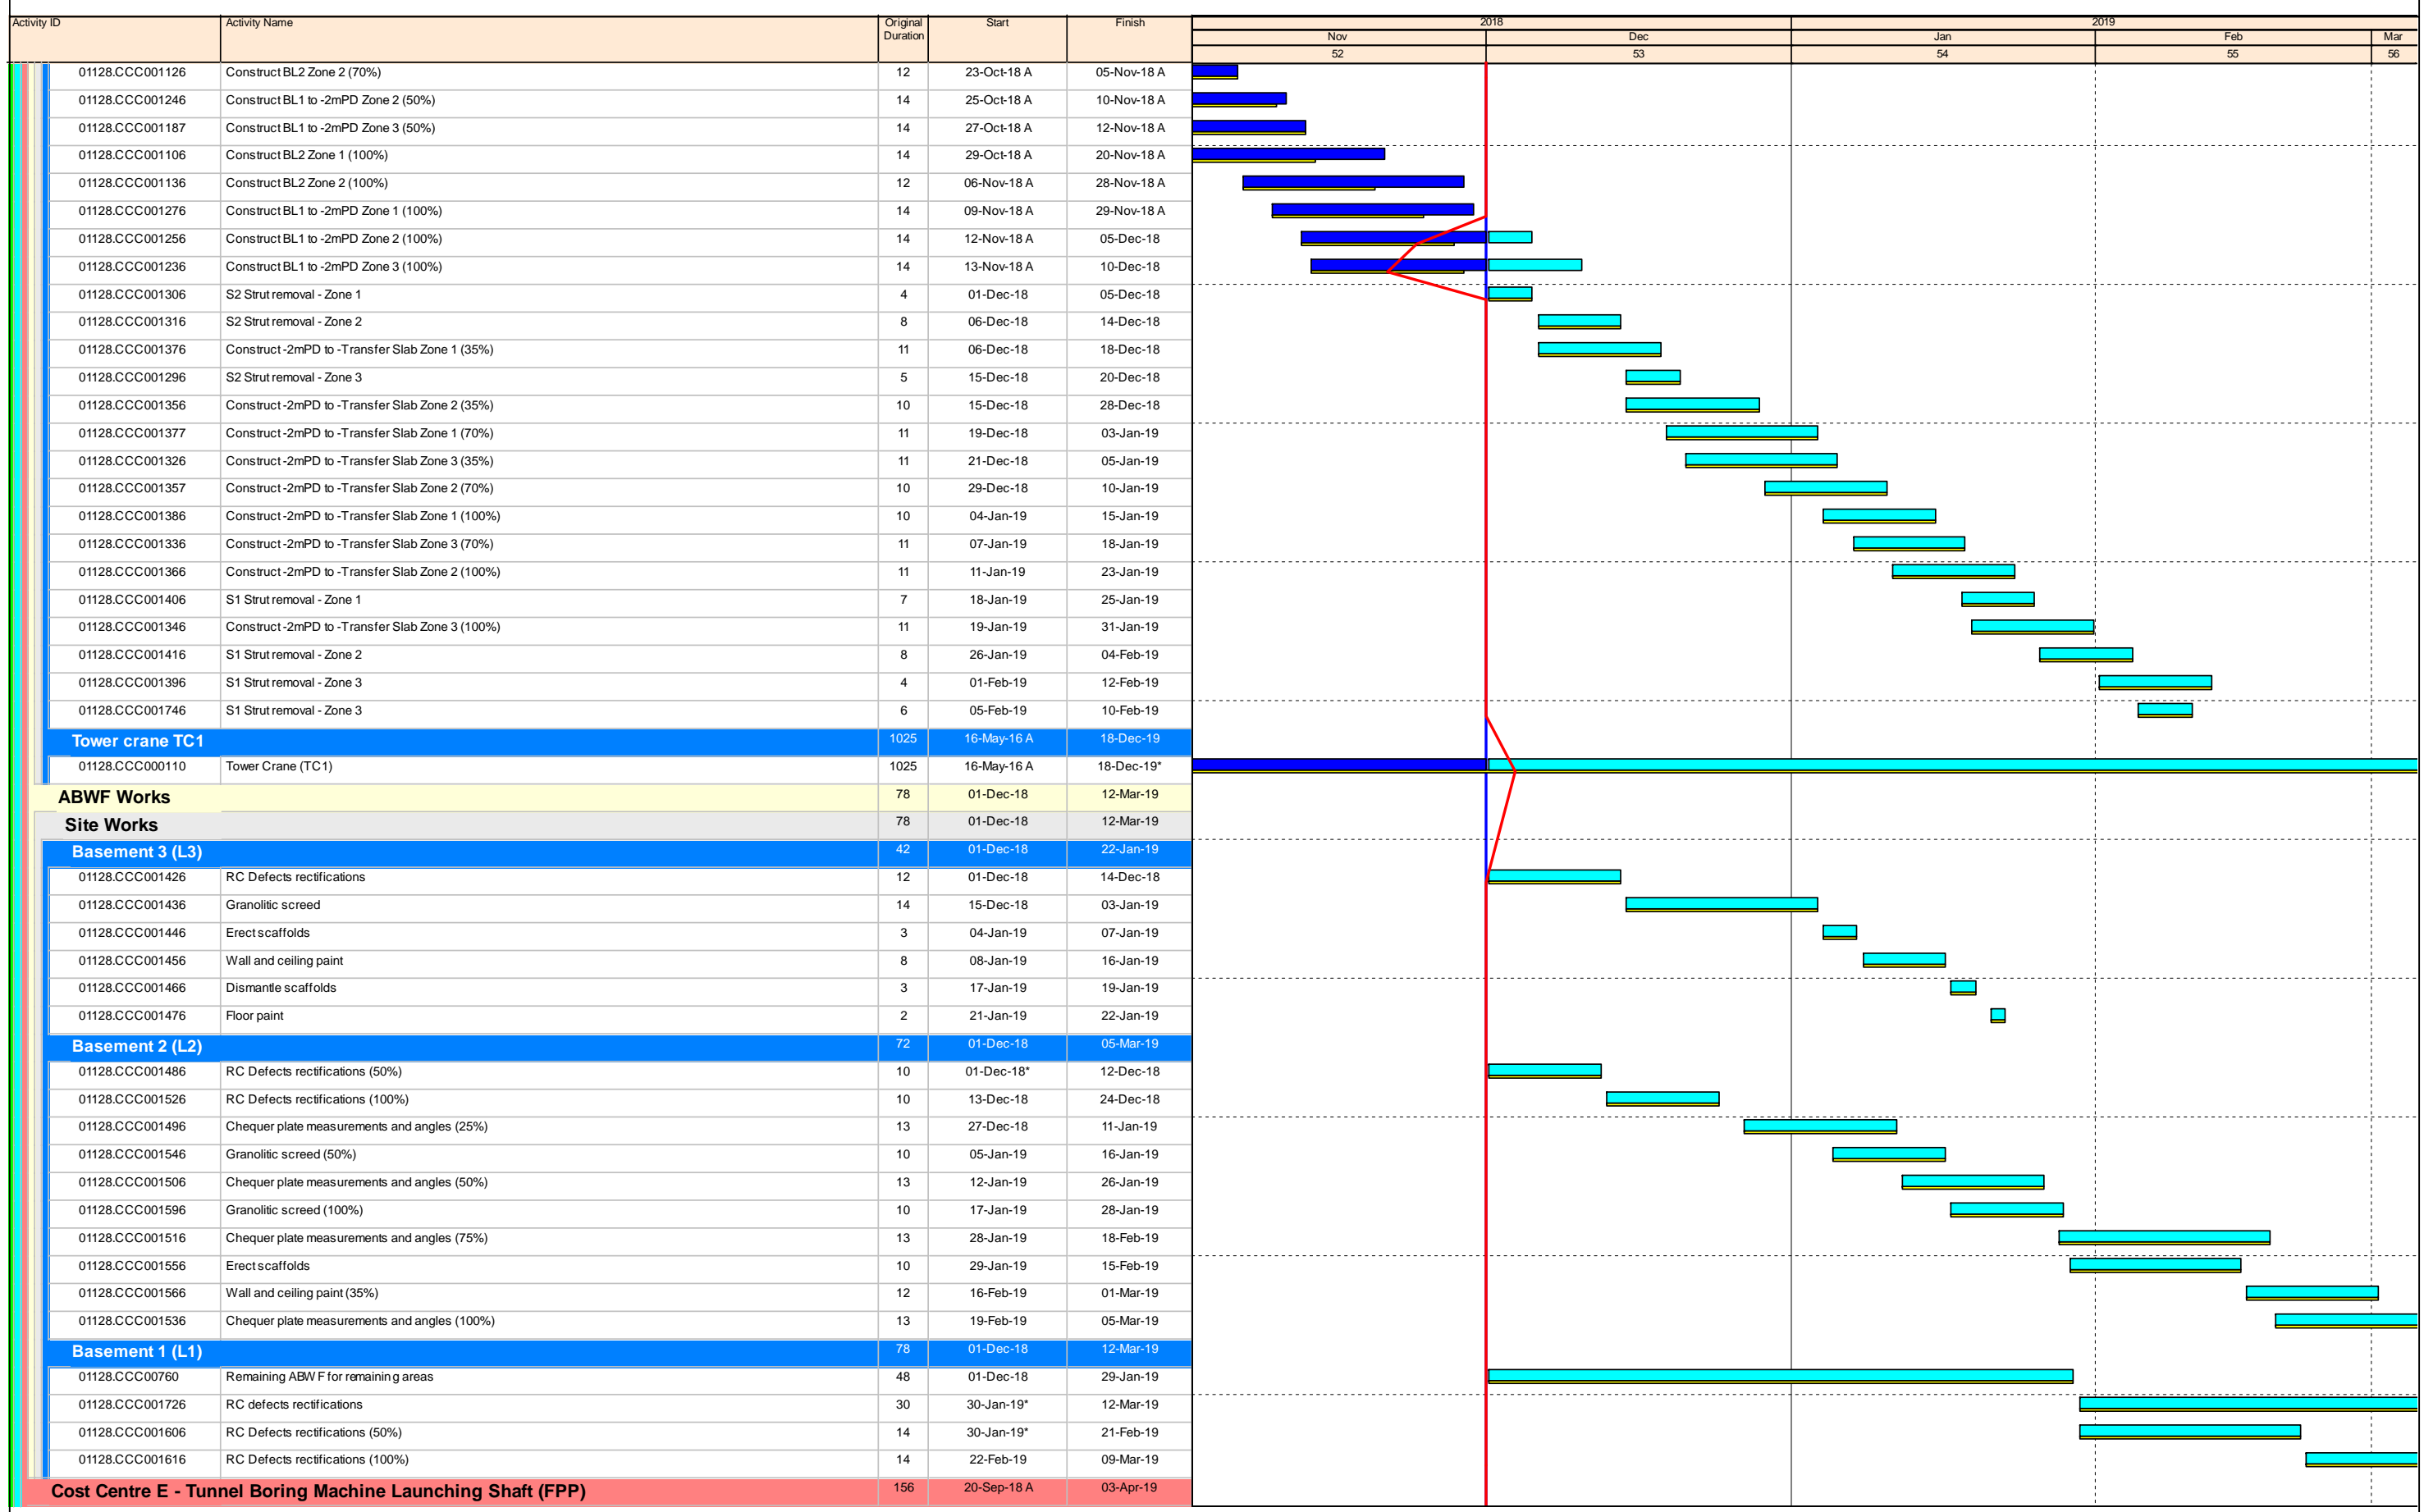 Activity ID Activity Name Original Start Finish 2018 2019
Duration Nov Dec Jan Feb Mar
52 53 54 55 56
01128.CCC001126 Construct BL2 Zone 2 (70%) 12 23-Oct-18 A 05-Nov-18 A
01128.CCC001246 Construct BL1 to -2mPD Zone 2 (50%) 14 25-Oct-18 A 10-Nov-18 A
01128.CCC001187 Construct BL1 to -2mPD Zone 3 (50%) 14 27-Oct-18 A 12-Nov-18 A
01128.CCC001106 Construct BL2 Zone 1 (100%) 14 29-Oct-18 A 20-Nov-18 A
01128.CCC001136 Construct BL2 Zone 2 (100%) 12 06-Nov-18 A 28-Nov-18 A
01128.CCC001276 Construct BL1 to -2mPD Zone 1 (100%) 14 09-Nov-18 A 29-Nov-18 A
01128.CCC001256 Construct BL1 to -2mPD Zone 2 (100%) 14 12-Nov-18 A 05-Dec-18
01128.CCC001236 Construct BL1 to -2mPD Zone 3 (100%) 14 13-Nov-18 A 10-Dec-18
01128.CCC001306 S2 Strut removal - Zone 1 4 01-Dec-18 05-Dec-18
01128.CCC001316 S2 Strut removal - Zone 2 8 06-Dec-18 14-Dec-18
01128.CCC001376 Construct -2mPD to -Transfer Slab Zone 1 (35%) 11 06-Dec-18 18-Dec-18
01128.CCC001296 S2 Strut removal - Zone 3 5 15-Dec-18 20-Dec-18
01128.CCC001356 Construct -2mPD to -Transfer Slab Zone 2 (35%) 10 15-Dec-18 28-Dec-18
01128.CCC001377 Construct -2mPD to -Transfer Slab Zone 1 (70%) 11 19-Dec-18 03-Jan-19
01128.CCC001326 Construct -2mPD to -Transfer Slab Zone 3 (35%) 11 21-Dec-18 05-Jan-19
01128.CCC001357 Construct -2mPD to -Transfer Slab Zone 2 (70%) 10 29-Dec-18 10-Jan-19
01128.CCC001386 Construct -2mPD to -Transfer Slab Zone 1 (100%) 10 04-Jan-19 15-Jan-19
01128.CCC001336 Construct -2mPD to -Transfer Slab Zone 3 (70%) 11 07-Jan-19 18-Jan-19
01128.CCC001366 Construct -2mPD to -Transfer Slab Zone 2 (100%) 11 11-Jan-19 23-Jan-19
01128.CCC001406 S1 Strut removal - Zone 1 7 18-Jan-19 25-Jan-19
01128.CCC001346 Construct -2mPD to -Transfer Slab Zone 3 (100%) 11 19-Jan-19 31-Jan-19
01128.CCC001416 S1 Strut removal - Zone 2 8 26-Jan-19 04-Feb-19
01128.CCC001396 S1 Strut removal - Zone 3 4 01-Feb-19 12-Feb-19
01128.CCC001746 S1 Strut removal - Zone 3 6 05-Feb-19 10-Feb-19
Tower crane TC1 1025 16-May-16 A 18-Dec-19
01128.CCC000110 Tower Crane (TC1) 1025 16-May-16 A 18-Dec-19*
ABWF Works 78 01-Dec-18 12-Mar-19
Site Works 78 01-Dec-18 12-Mar-19
Basement 3 (L3) 42 01-Dec-18 22-Jan-19
01128.CCC001426 RC Defects rectifications 12 01-Dec-18 14-Dec-18
01128.CCC001436 Granolitic screed 14 15-Dec-18 03-Jan-19
01128.CCC001446 Erect scaffolds 3 04-Jan-19 07-Jan-19
01128.CCC001456 Wall and ceiling paint 8 08-Jan-19 16-Jan-19
01128.CCC001466 Dismantle scaffolds 3 17-Jan-19 19-Jan-19
01128.CCC001476 Floor paint 2 21-Jan-19 22-Jan-19
Basement 2 (L2) 72 01-Dec-18 05-Mar-19
01128.CCC001486 RC Defects rectifications (50%) 10 01-Dec-18* 12-Dec-18
01128.CCC001526 RC Defects rectifications (100%) 10 13-Dec-18 24-Dec-18
01128.CCC001496 Chequer plate measurements and angles (25%) 13 27-Dec-18 11-Jan-19
01128.CCC001546 Granolitic screed (50%) 10 05-Jan-19 16-Jan-19
01128.CCC001506 Chequer plate measurements and angles (50%) 13 12-Jan-19 26-Jan-19
01128.CCC001596 Granolitic screed (100%) 10 17-Jan-19 28-Jan-19
01128.CCC001516 Chequer plate measurements and angles (75%) 13 28-Jan-19 18-Feb-19
01128.CCC001556 Erect scaffolds 10 29-Jan-19 15-Feb-19
01128.CCC001566 Wall and ceiling paint (35%) 12 16-Feb-19 01-Mar-19
01128.CCC001536 Chequer plate measurements and angles (100%) 13 19-Feb-19 05-Mar-19
Basement 1 (L1) 78 01-Dec-18 12-Mar-19
01128.CCC00760 Remaining ABWF for remaining areas 48 01-Dec-18 29-Jan-19
01128.CCC001726 RC defects rectifications 30 30-Jan-19* 12-Mar-19
01128.CCC001606 RC Defects rectifications (50%) 14 30-Jan-19* 21-Feb-19
01128.CCC001616 RC Defects rectifications (100%) 14 22-Feb-19 09-Mar-19
Cost Centre E - Tunnel Boring Machine Launching Shaft (FPP) 156 20-Sep-18 A 03-Apr-19